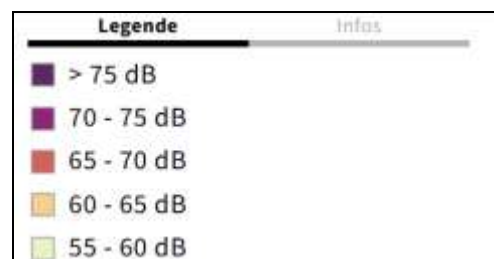 Legende Infos
> 75 dB
70 - 75 dB
65 - 70 dB
60 - 65 dB
55 - 60 dB